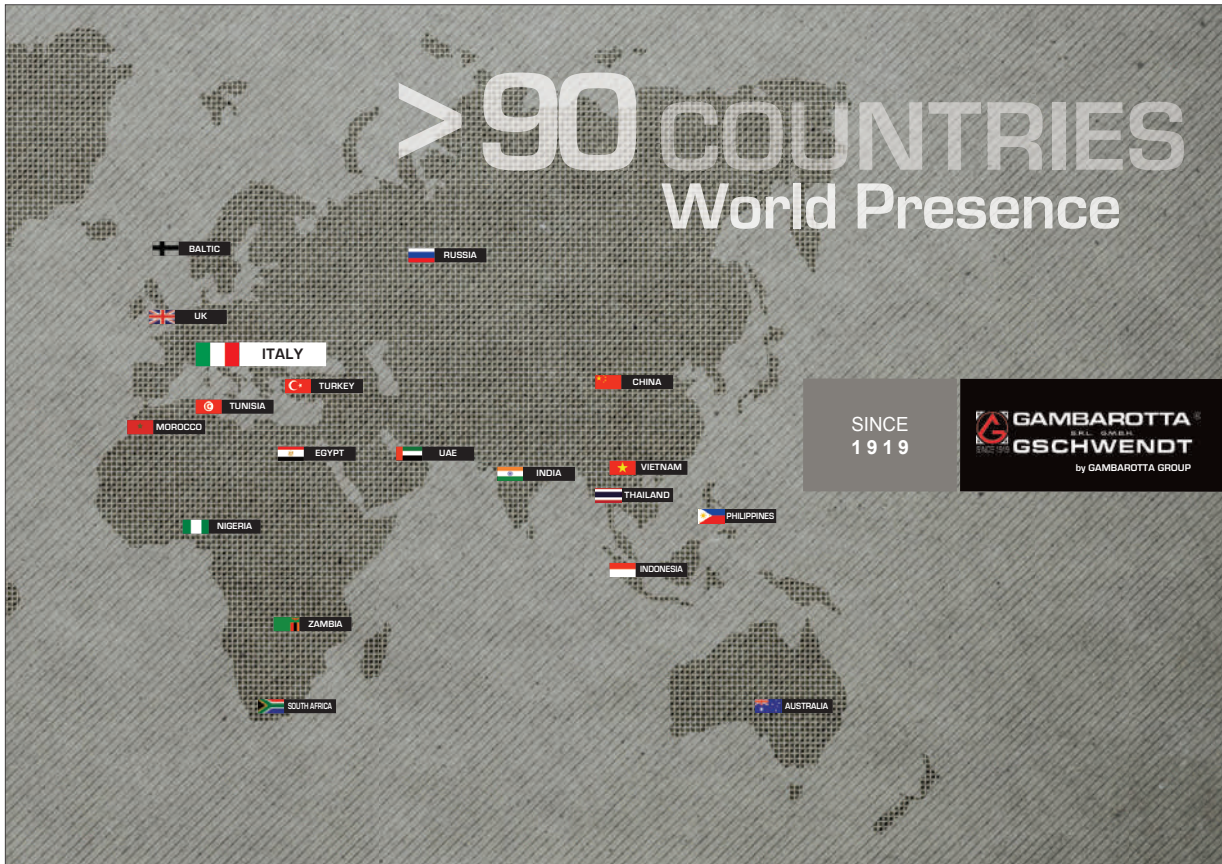 > 90 COUNTRIES
World Presence
BALTIC
RUSSIA
UK
ITALY
TURKEY
CHINA
TUNISIA
MOROCCO
EGYPT
UAE
INDIA
VIETNAM
THAILAND
PHILIPPINES
NIGERIA
INDONESIA
ZAMBIA
SOUTH AFRICA
AUSTRALIA
SINCE
1919
G
SINCE 1919
GAMBAROTTA ®
S.R.L. G.M.B.H.
GSCHWENDT
by GAMBAROTTA GROUP